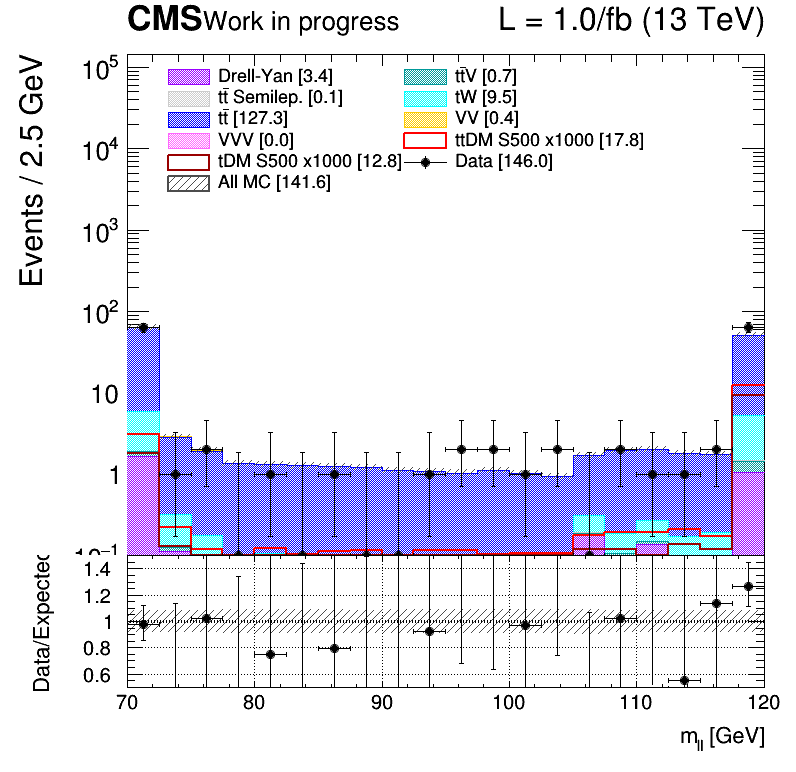 CMS Work in progress L = 1.0/fb (13 TeV)
Events / 2.5 GeV
10⁵
10⁴
10³
10²
10
1
10⁻¹
Drell-Yan [3.4]
tt̄V [0.7]
tt̄ Semilep. [0.1]
tW [9.5]
tt̄ [127.3]
VV [0.4]
VVV [0.0]
ttDM S500 x1000 [17.8]
tDM S500 x1000 [12.8]
Data [146.0]
All MC [141.6]
Data/Expected
1.4
1.2
1
0.8
0.6
70 80 90 100 110 120
m_ll [GeV]